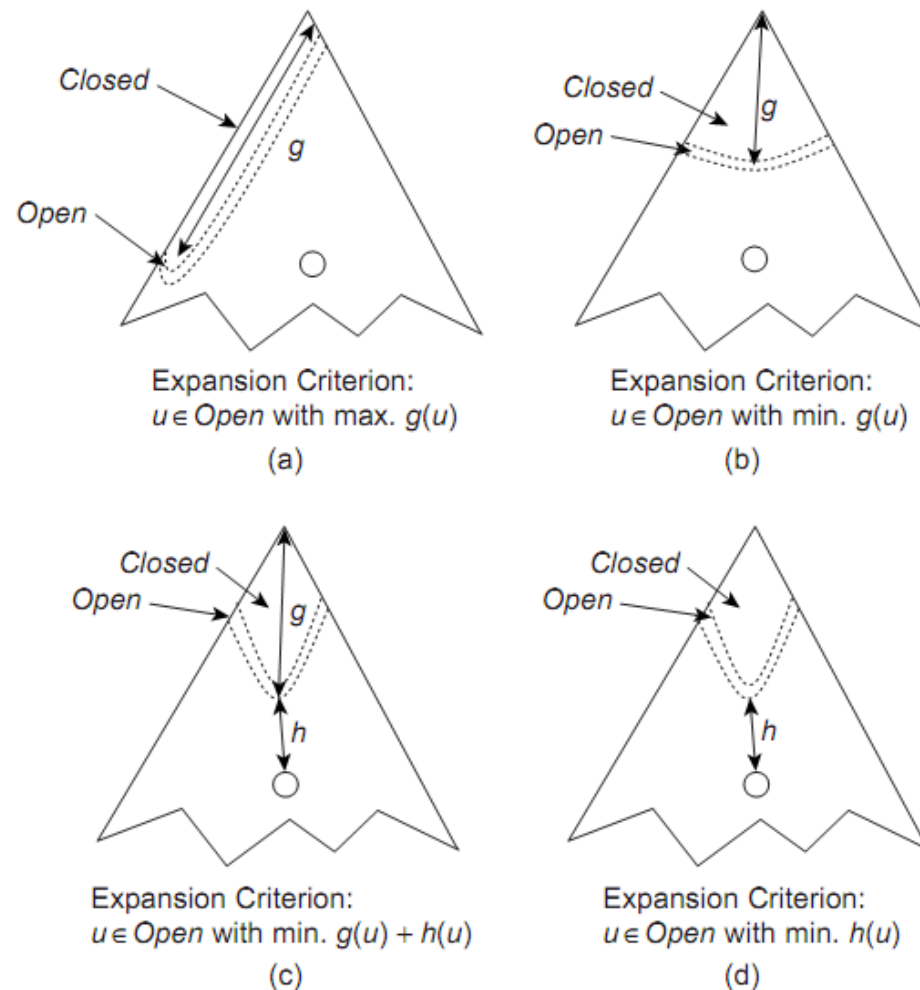 Closed
g
Open
Expansion Criterion:
u ∈ Open with max. g(u)
(a)
Closed
g
Open
Expansion Criterion:
u ∈ Open with min. g(u)
(b)
Closed
Open
g
h
Expansion Criterion:
u ∈ Open with min. g(u) + h(u)
(c)
Closed
Open
h
Expansion Criterion:
u ∈ Open with min. h(u)
(d)